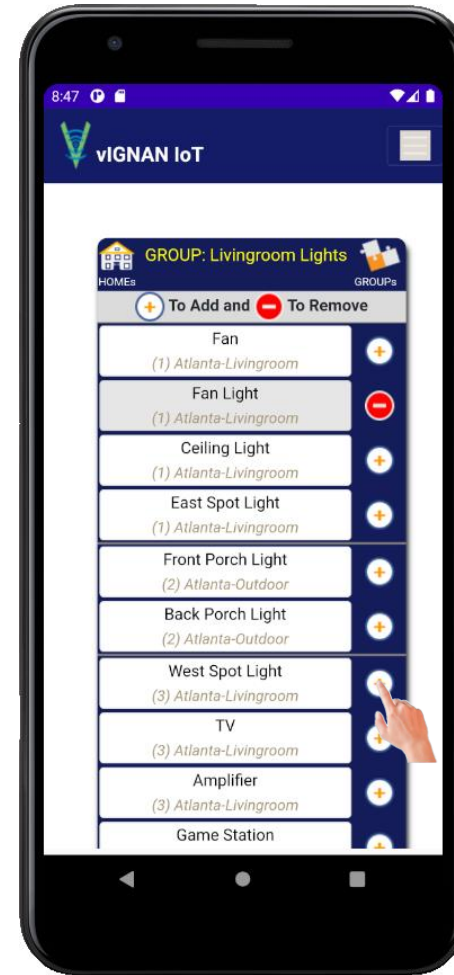 8:47
vIGNAN IoT
GROUP: Livingroom Lights
HOMEs
GROUPs
To Add and To Remove
Fan
(1) Atlanta-Livingroom
Fan Light
(1) Atlanta-Livingroom
Ceiling Light
(1) Atlanta-Livingroom
East Spot Light
(1) Atlanta-Livingroom
Front Porch Light
(2) Atlanta-Outdoor
Back Porch Light
(2) Atlanta-Outdoor
West Spot Light
(3) Atlanta-Livingroom
TV
(3) Atlanta-Livingroom
Amplifier
(3) Atlanta-Livingroom
Game Station